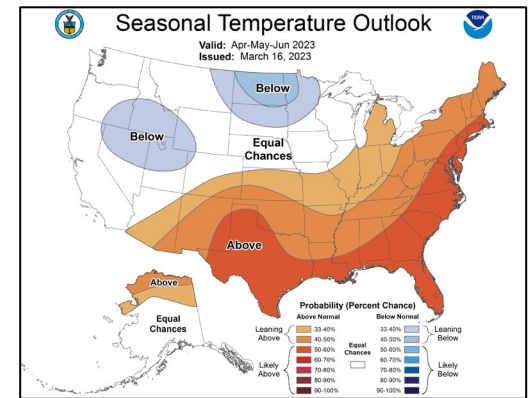 Seasonal Temperature Outlook
Valid: Apr-May-Jun 2023
Issued: March 16, 2023
NOAA
Below
Below
Equal
Chances
Above
Above
Equal
Chances
Probability (Percent Chance)
Above Normal
Below Normal
Leaning
Above
33-40%
40-50%
Likely
Above
50-60%
60-70%
70-80%
80-90%
90-100%
Equal
Chances
33-40%
40-50%
Leaning
Below
50-60%
60-70%
70-80%
80-90%
90-100%
Likely
Below